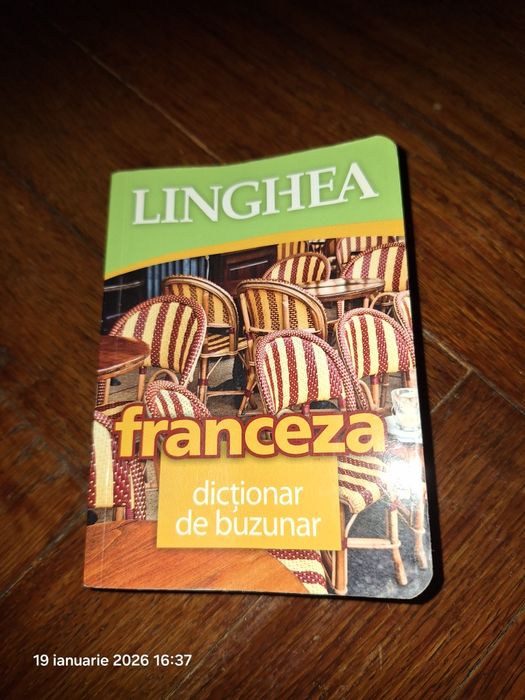 LINGHEA
franceza
dicționar
de buzunar
19 ianuarie 2026 16:37